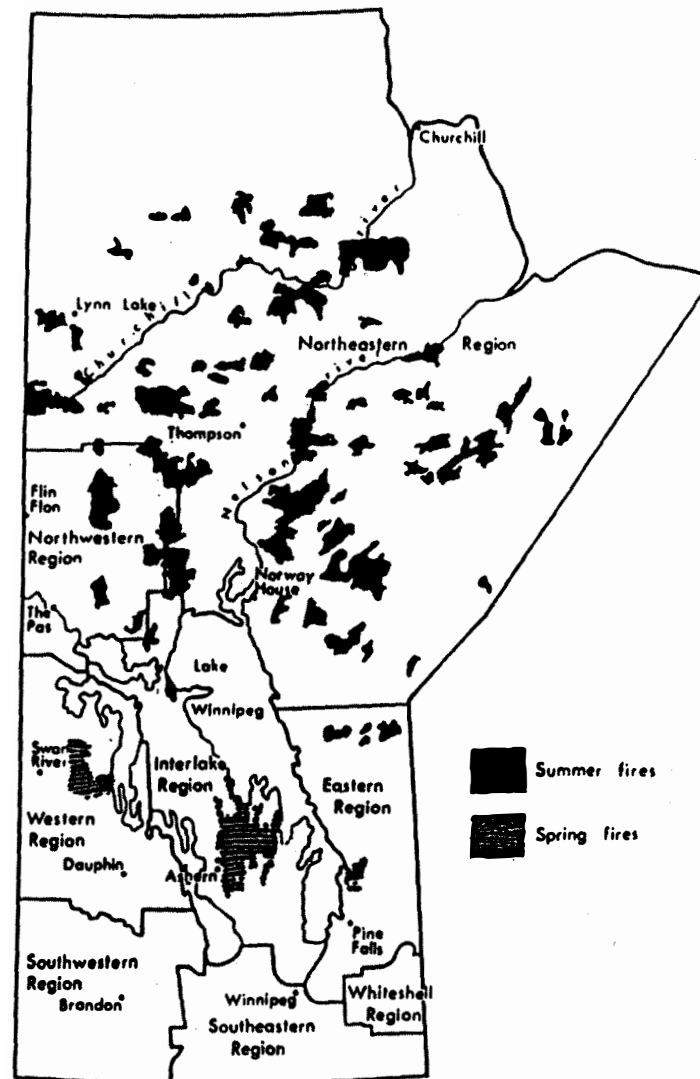 Churchill
river
Lynn Lake
Churchill
Northeastern Region
river
Thompson
Nelson
Flin
Flon
Northwestern
Region
Norway
House
The
Pas
Lake
Winnipeg
Swan
River
Interlake
Region
Eastern
Region
Summer fires
Western
Region
Spring fires
Dauphin
Ashern
Pine
Falls
Southwestern
Region
Brandon
Winnipeg
Whiteshell
Region
Southeastern
Region